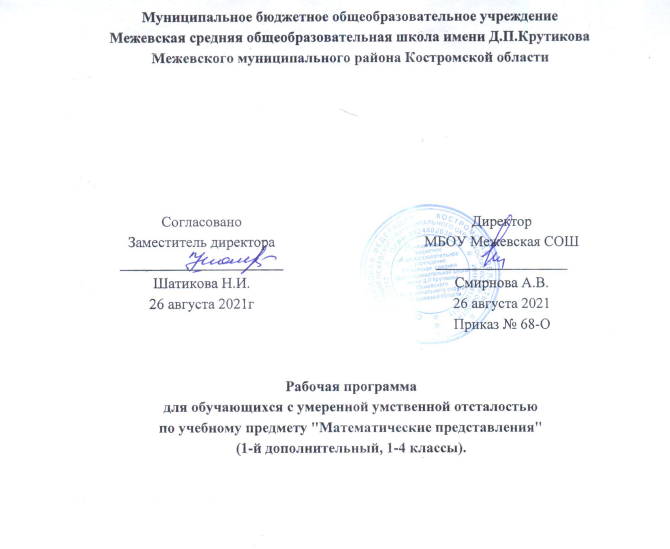 Муниципальное бюджетное общеобразовательное учреждение
Межевская средняя общеобразовательная школа имени Д.П.Крутикова
Межевского муниципального района Костромской области
Согласовано
Заместитель директора
Шатикова Н.И.
26 августа 2021г
Директор
МБОУ Межевская СОШ
Смирнова А.В.
26 августа 2021
Приказ № 68-О
Рабочая программа
для обучающихся с умеренной умственной отсталостью
по учебному предмету "Математические представления"
(1-й дополнительный, 1-4 классы).